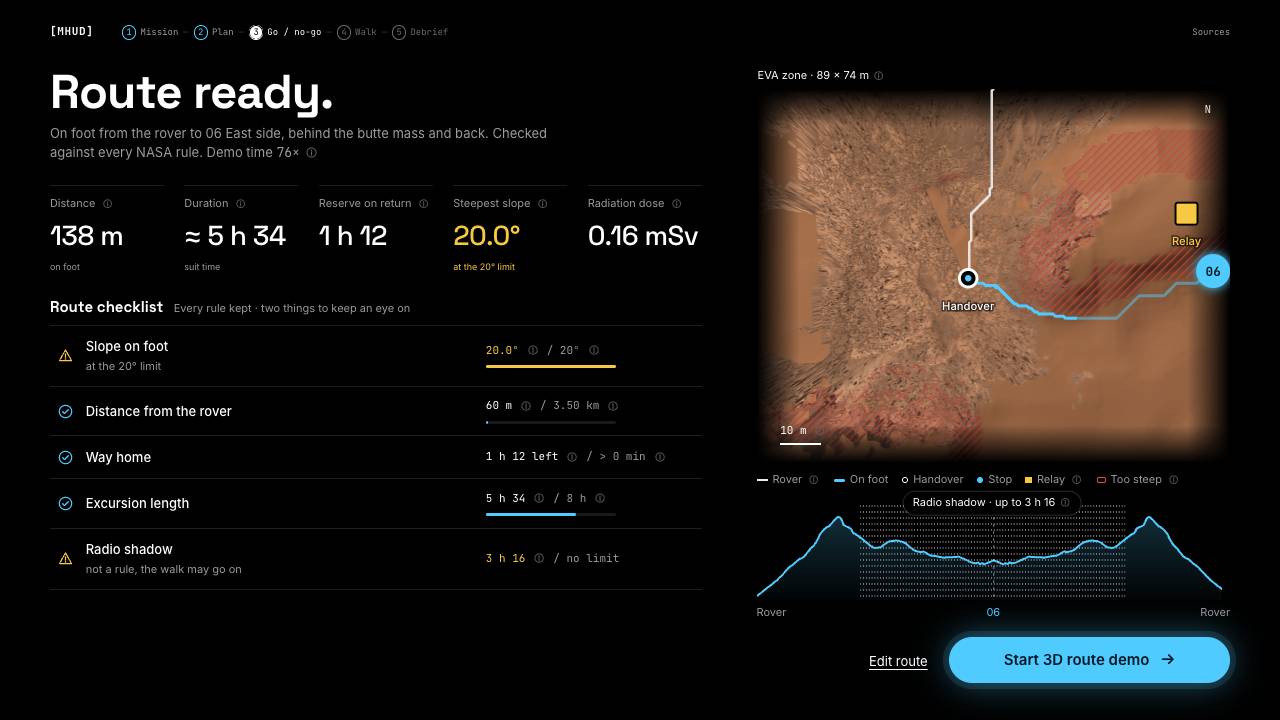 [MHUD] 1 Mission – 2 Plan – 3 Go / no-go – 4 Walk – 5 Debrief Sources
Route ready.
On foot from the rover to 06 East side, behind the butte mass and back. Checked
against every NASA rule. Demo time 76×
Distance Duration Reserve on return Steepest slope Radiation dose
138 m ≈ 5 h 34 1 h 12 20.0° 0.16 mSv
on foot suit time at the 20° limit
Route checklist Every rule kept · two things to keep an eye on
Slope on foot 20.0° / 20°
at the 20° limit
Distance from the rover 60 m / 3.50 km
Way home 1 h 12 left / > 0 min
Excursion length 5 h 34 / 8 h
Radio shadow 3 h 16 / no limit
not a rule, the walk may go on
EVA zone · 89 × 74 m
N
Relay
06
Handover
10 m
Rover On foot Handover Stop Relay Too steep
Radio shadow · up to 3 h 16
Rover 06 Rover
Edit route Start 3D route demo →